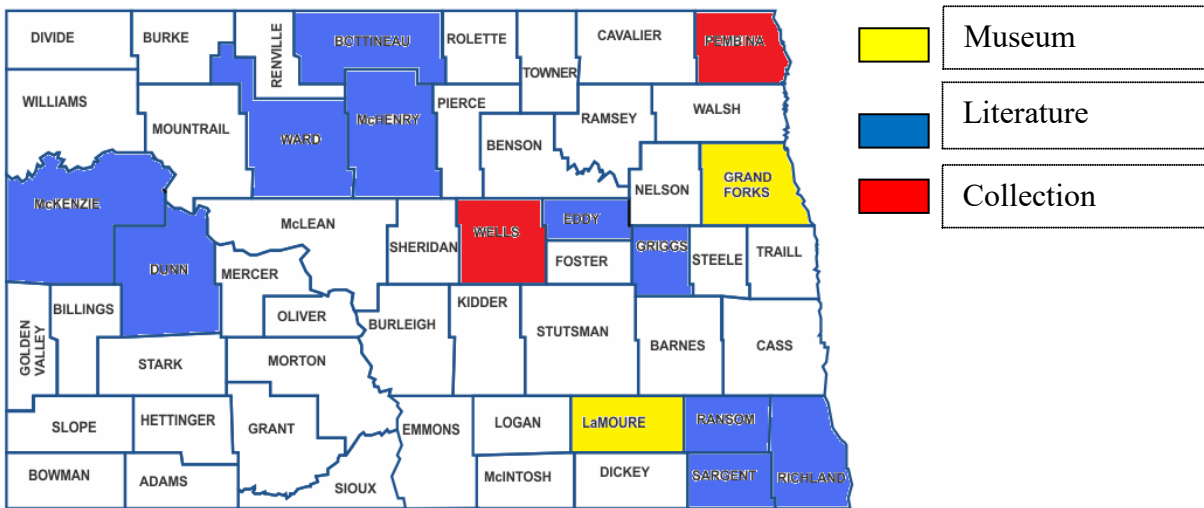 DIVIDE
BURKE
RENVILLE
BOTTINEAU
ROLETTE
TOWNER
CAVALIER
PEMBINA
WILLIAMS
MOUNTRAIL
WARD
McHENRY
PIERCE
BENSON
RAMSEY
WALSH
NELSON
GRAND
FORKS
McKENZIE
DUNN
McLEAN
SHERIDAN
WELLS
EDDY
FOSTER
GRIGGS
STEELE
TRAILL
GOLDEN
VALLEY
BILLINGS
MERCER
OLIVER
BURLEIGH
KIDDER
STUTSMAN
BARNES
CASS
STARK
MORTON
SLOPE
HETTINGER
GRANT
EMMONS
LOGAN
LaMOURE
RANSOM
BOWMAN
ADAMS
SIOUX
McINTOSH
DICKEY
SARGENT
RICHLAND
Museum
Literature
Collection